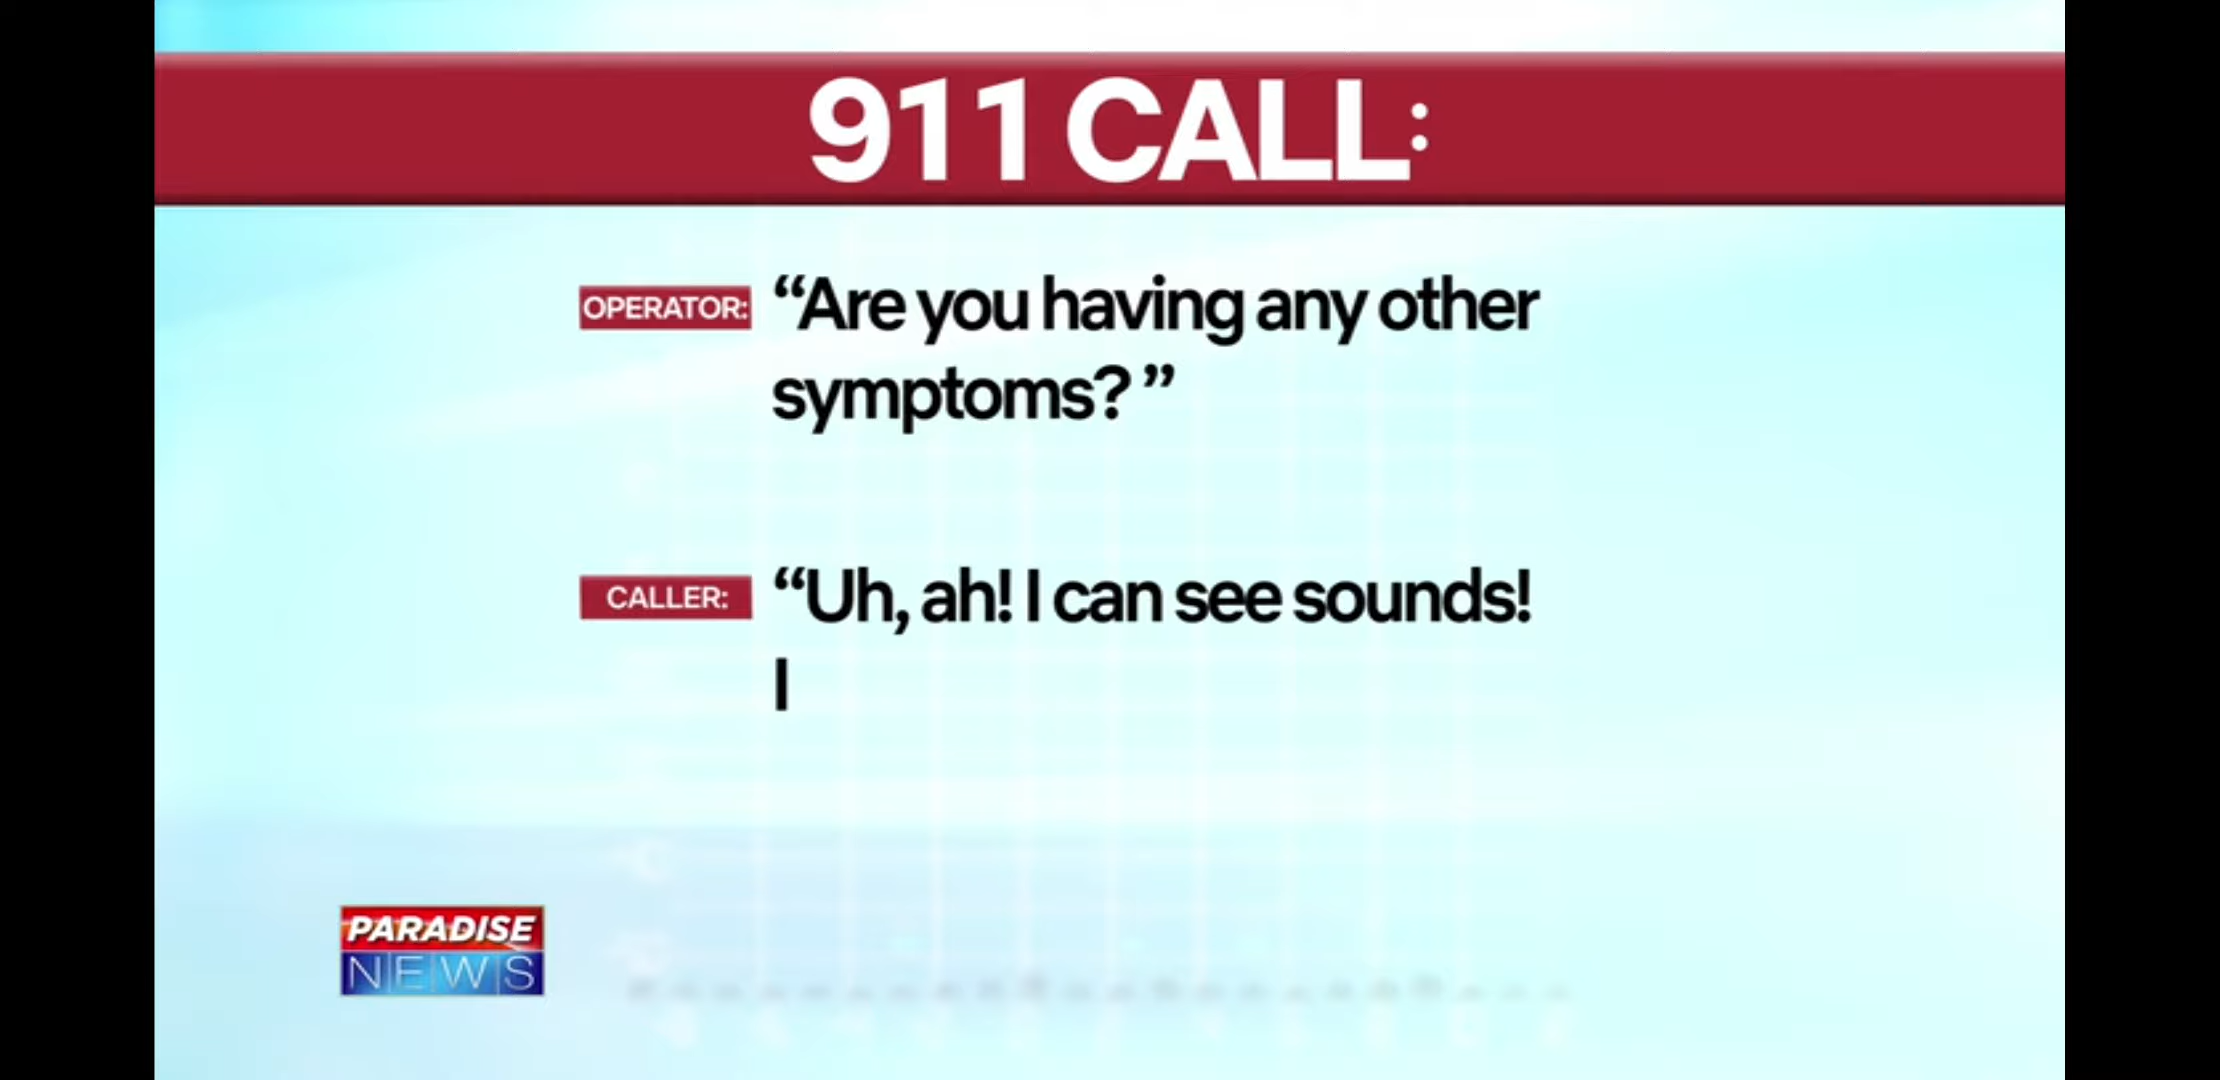 911 CALL:
OPERATOR: “Are you having any other
symptoms? ”
CALLER: “Uh, ah! I can see sounds!
I
PARADISE
NEWS